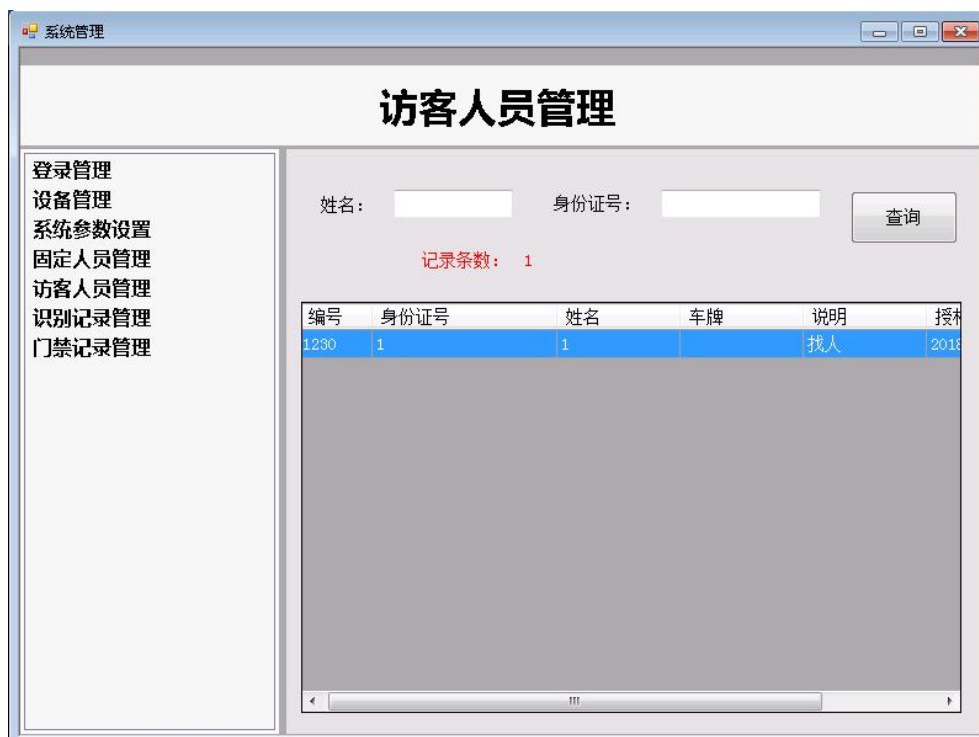 系统管理
访客人员管理
登录管理
设备管理
系统参数设置
固定人员管理
访客人员管理
识别记录管理
门禁记录管理
姓名： 身份证号： 查询
记录条数： 1
编号 身份证号 姓名 车牌 说明 授
1230 1 1 找人 2018